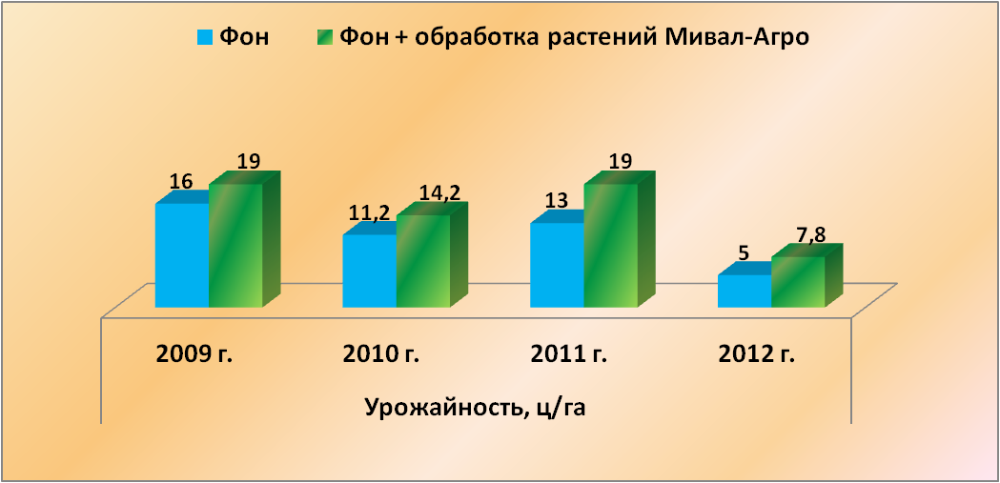 Фон Фон + обработка растений Мивал-Агро
16 19 11,2 14,2 13 19 5 7,8
2009 г. 2010 г. 2011 г. 2012 г.
Урожайность, ц/га